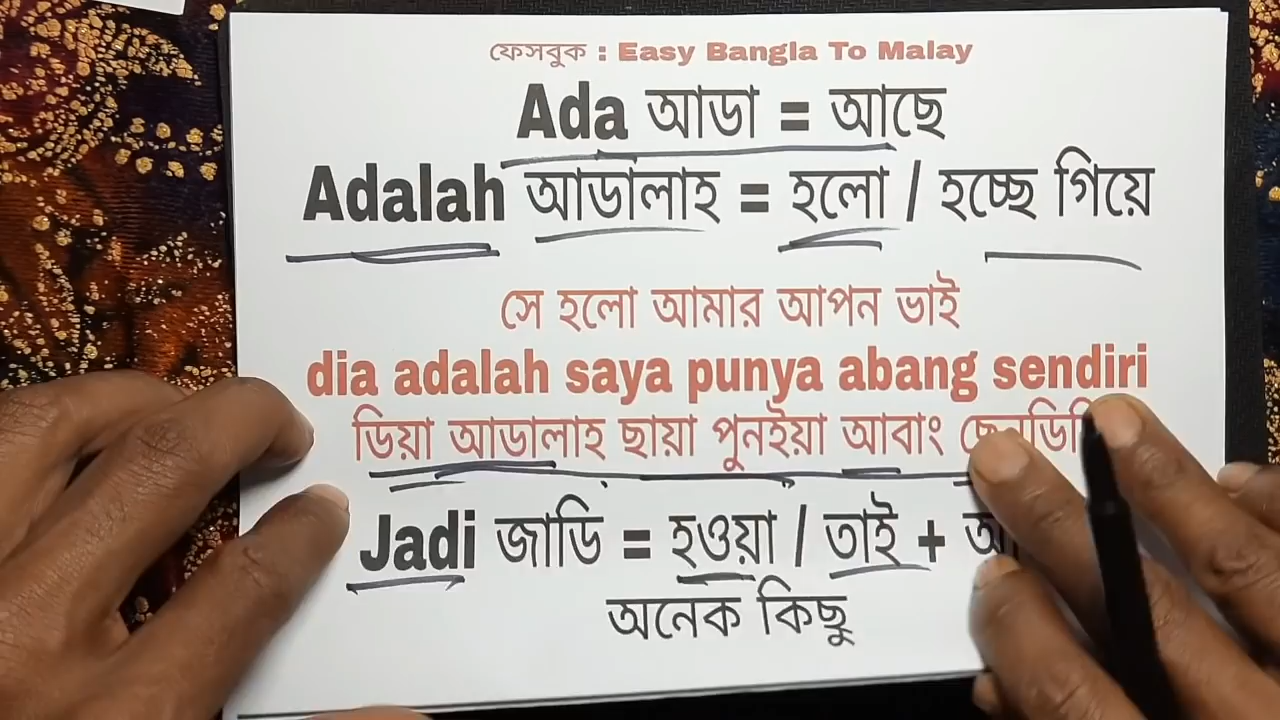 ফেসবুক : Easy Bangla To Malay
Ada আডা = আছে
Adalah আডালাহ = হলো / হচ্ছে গিয়ে
সে হলো আমার আপন ভাই
dia adalah saya punya abang sendiri
ডিয়া আডালাহ ছায়া পুনইয়া আবাং
Jadi জাডি = হওয়া / তাই +
অনেক কিছু